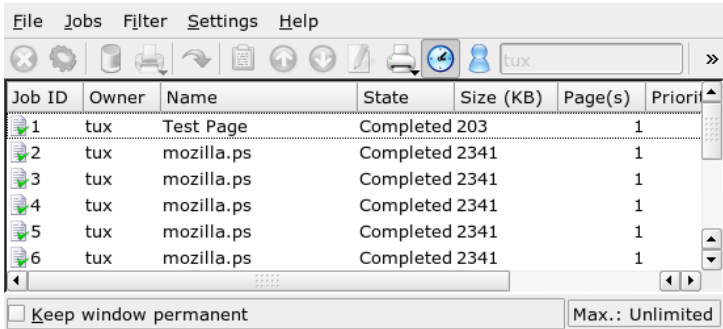 File Jobs Filter Settings Help
tux »
Job ID Owner Name State Size (KB) Page(s) Priorit
1 tux Test Page Completed 203 1
2 tux mozilla.ps Completed 2341 1
3 tux mozilla.ps Completed 2341 1
4 tux mozilla.ps Completed 2341 1
5 tux mozilla.ps Completed 2341 1
6 tux mozilla.ps Completed 2341 1
Keep window permanent Max.: Unlimited